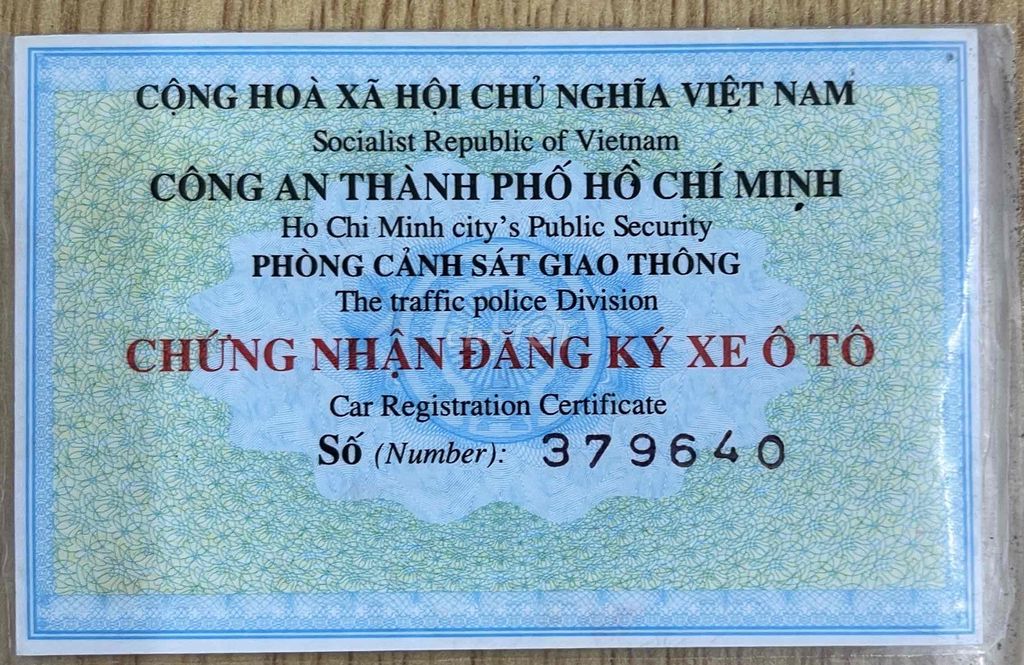 CỘNG HOÀ XÃ HỘI CHỦ NGHĨA VIỆT NAM
Socialist Republic of Vietnam
CÔNG AN THÀNH PHỐ HỒ CHÍ MINH
Ho Chi Minh city's Public Security
PHÒNG CẢNH SÁT GIAO THÔNG
The traffic police Division
CHỨNG NHẬN ĐĂNG KÝ XE Ô TÔ
Car Registration Certificate
Số (Number): 379640